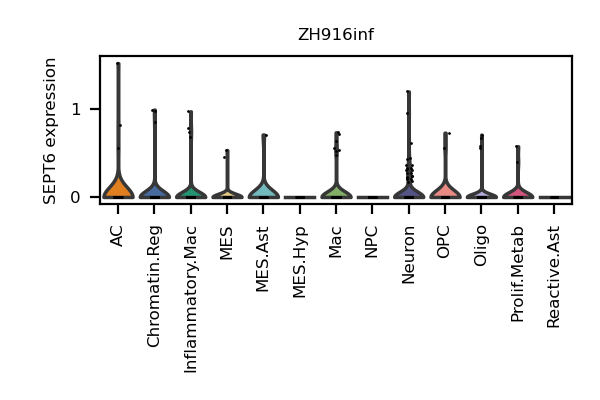 ZH916inf
SEPT6 expression
1
0
AC
Chromatin.Reg
Inflammatory.Mac
MES
MES.Ast
MES.Hyp
Mac
NPC
Neuron
OPC
Oligo
Prolif.Metab
Reactive.Ast